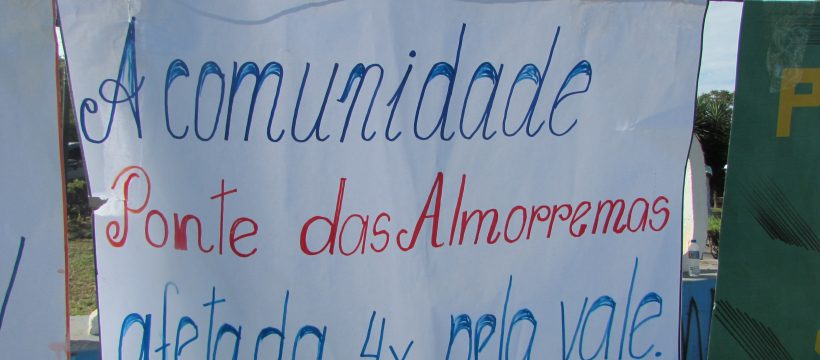 A comunidade
Ponte das Almorremas
afetada 4x pela vale.
P